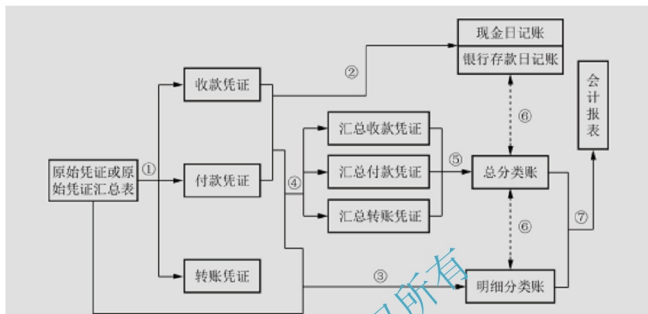 现金日记账
银行存款日记账
②
收款凭证
⑥
会计报表
汇总收款凭证
原始凭证或原
始凭证汇总表
①
付款凭证
④
汇总付款凭证
⑤
总分类账
汇总转账凭证
⑥
⑦
转账凭证
③
明细分类账
所有